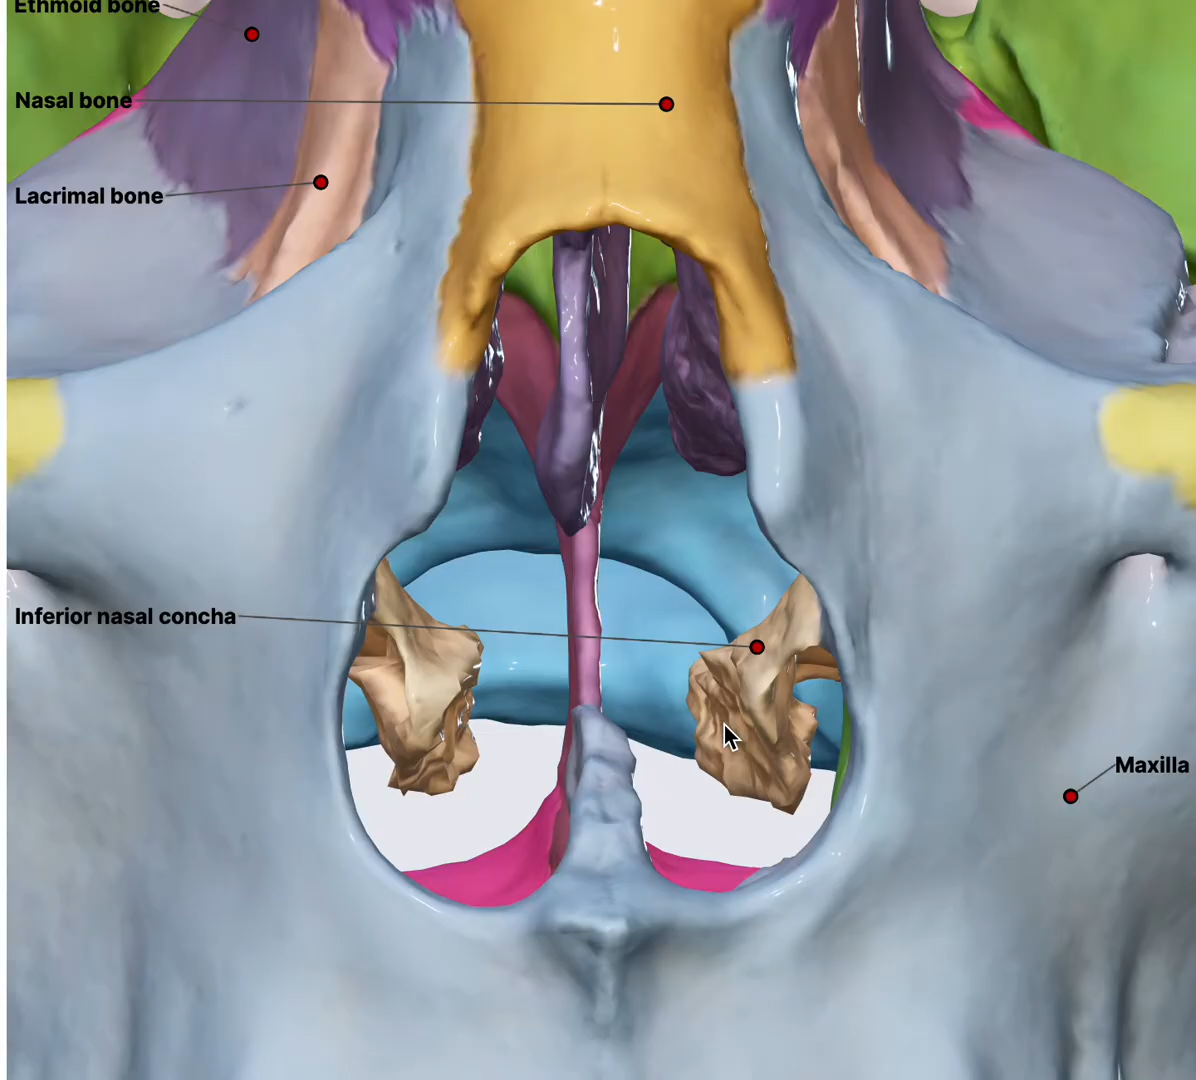 Ethmoid bone
Nasal bone
Lacrimal bone
Inferior nasal concha
Maxilla